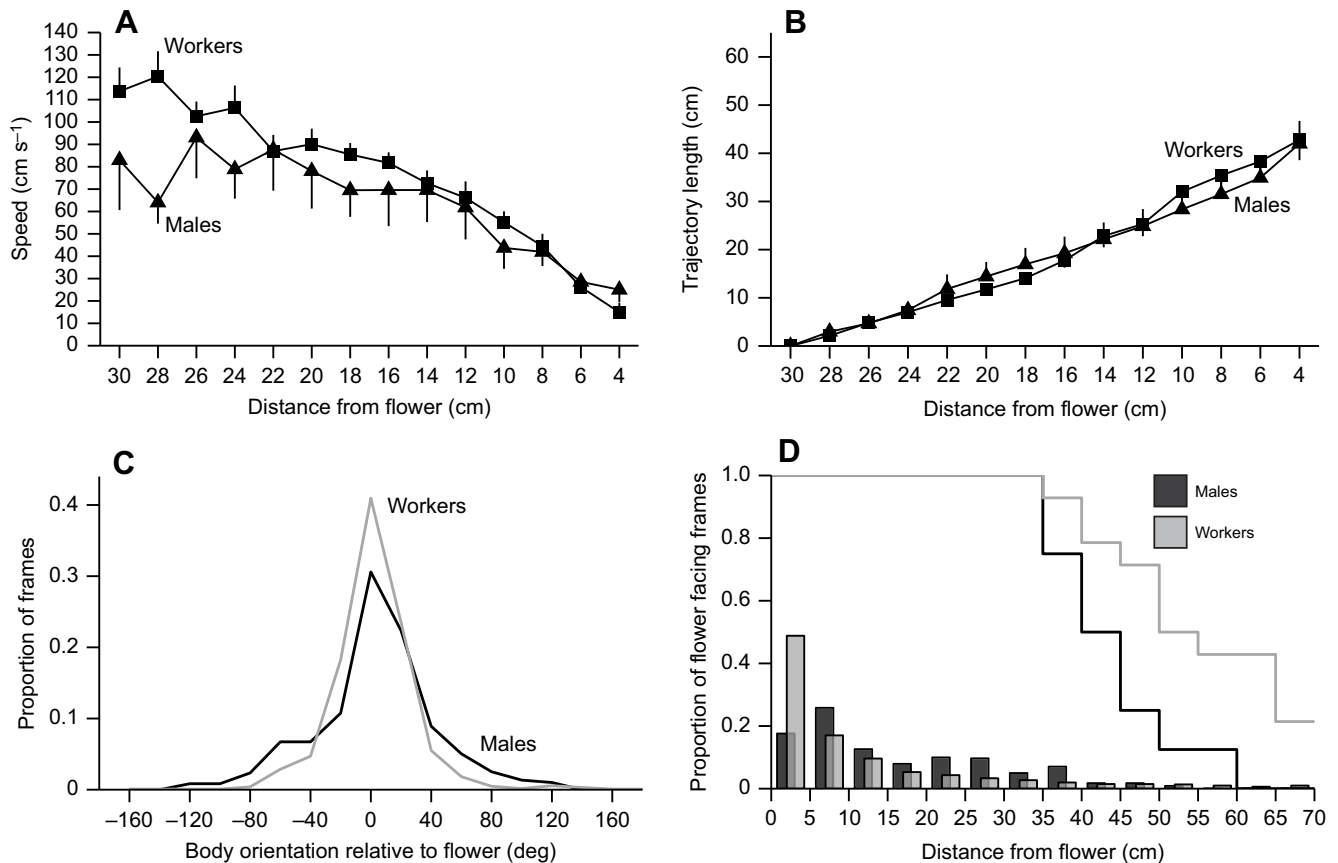 A
Speed (cm s–1)
140
130
120
110
100
90
80
70
60
50
40
30
20
10
0
Workers
Males
30 28 26 24 22 20 18 16 14 12 10 8 6 4
Distance from flower (cm)
B
Trajectory length (cm)
60
50
40
30
20
10
0
Workers
Males
30 28 26 24 22 20 18 16 14 12 10 8 6 4
Distance from flower (cm)
C
Proportion of frames
0.4
0.3
0.2
0.1
0
Workers
Males
–160 –120 –80 –40 0 40 80 120 160
Body orientation relative to flower (deg)
D
Proportion of flower facing frames
1.0
0.8
0.6
0.4
0.2
0
Males
Workers
0 5 10 15 20 25 30 35 40 45 50 55 60 65 70
Distance from flower (cm)